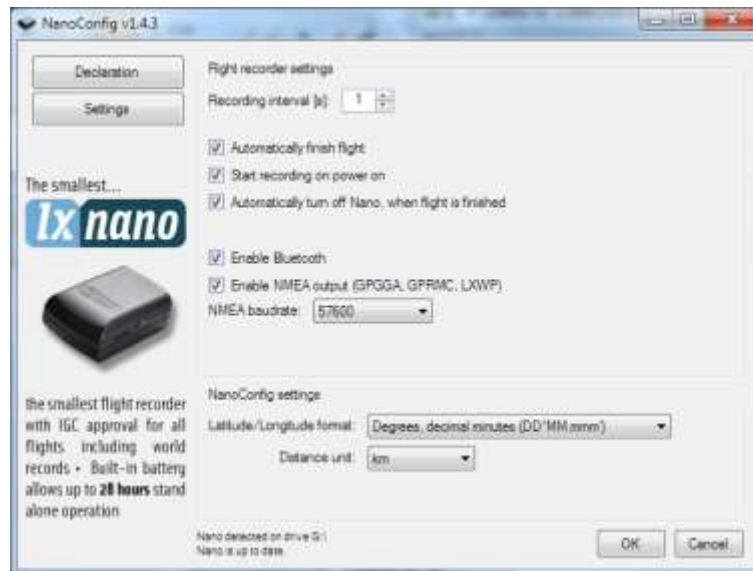 NanoConfig v1.4.3
Declaration
Settings
The smallest...
lx nano
the smallest flight recorder
with IGC approval for all
flights including world
records • Built-in battery
allows up to 28 hours stand
alone operation
Flight recorder settings
Recording interval [s]: 1
Automatically finish flight
Start recording on power on
Automatically turn off Nano, when flight is finished
Enable Bluetooth
Enable NMEA output (GPGGA, GPRMC, LXWP)
NMEA baudrate: 57600
NanoConfig settings
Latitude/Longitude format: Degrees, decimal minutes (DD°MM.mmm')
Distance unit: km
Nano detected on drive G:\
Nano is up to date.
OK Cancel